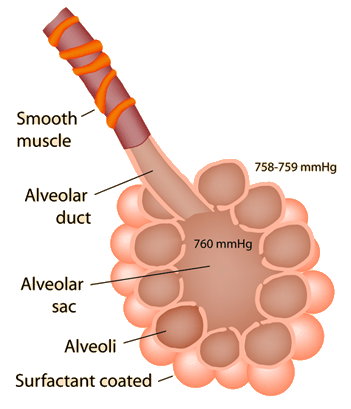 Smooth
muscle
758-759 mmHg
Alveolar
duct
760 mmHg
Alveolar
sac
Alveoli
Surfactant coated